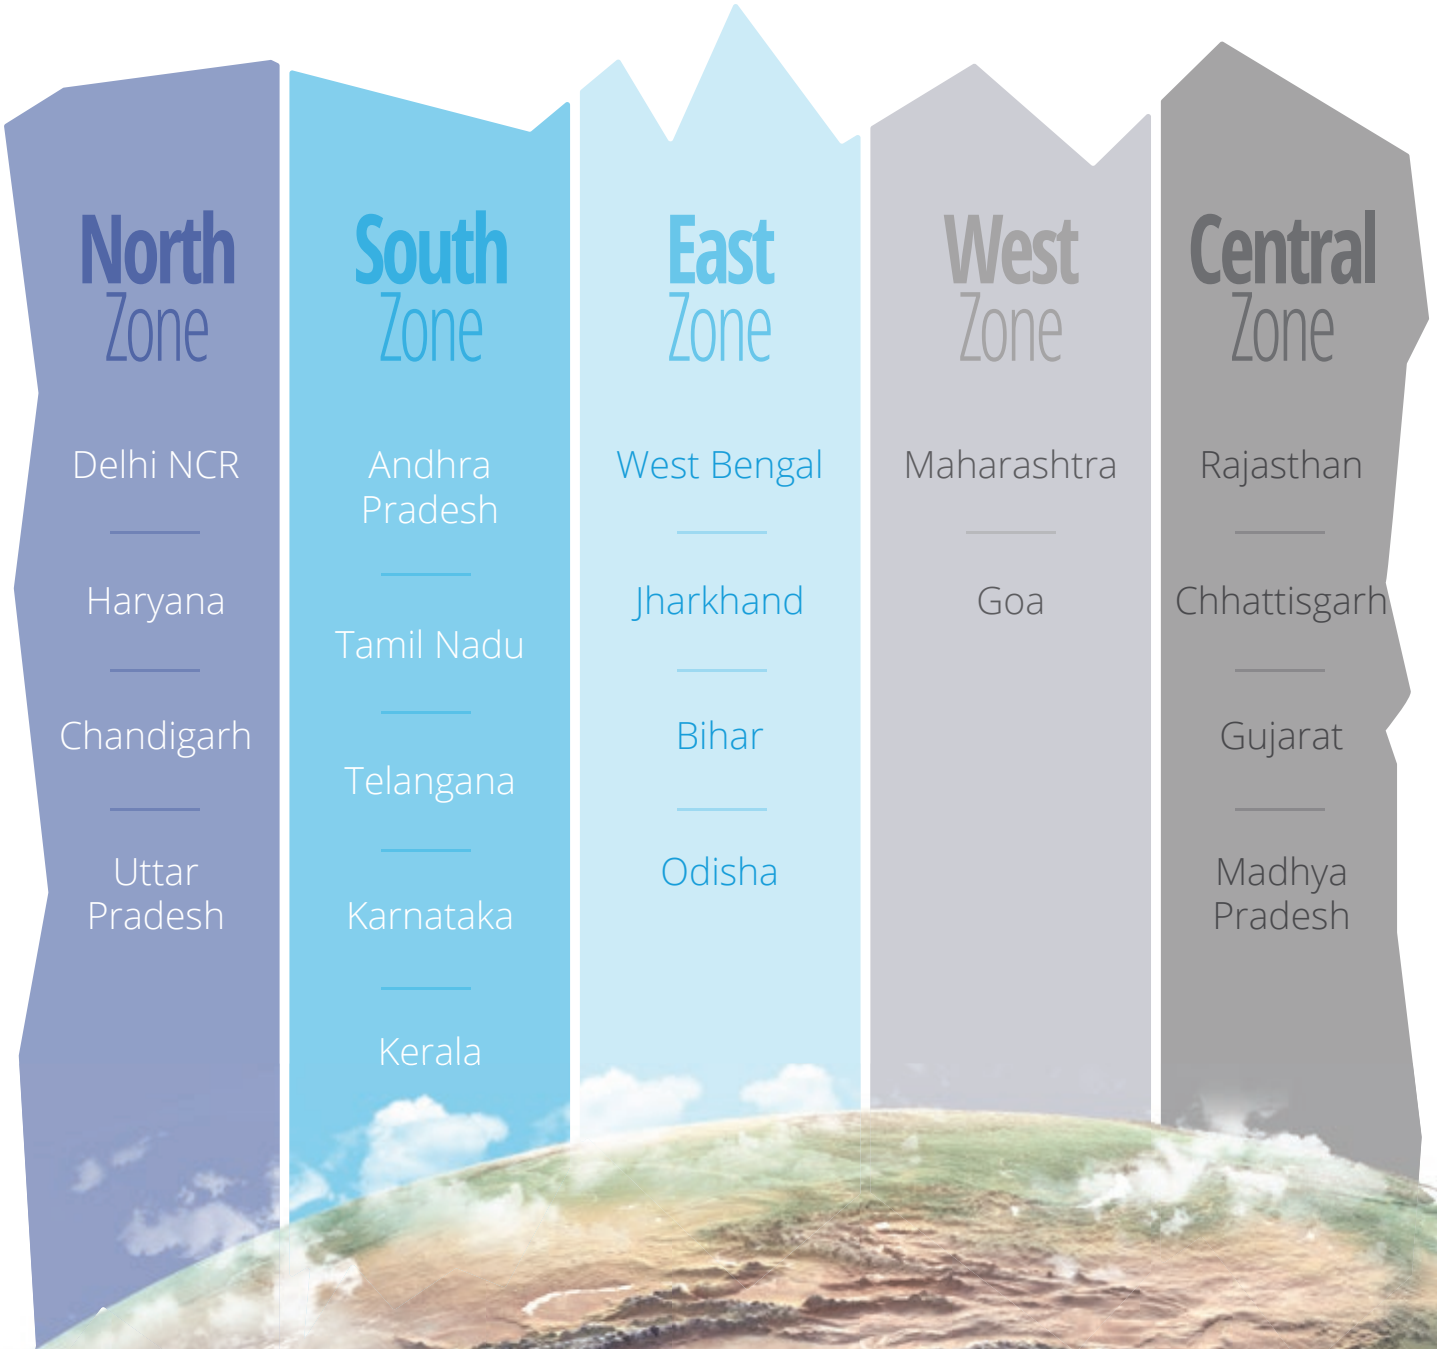 North
Zone
Delhi NCR
Haryana
Chandigarh
Uttar
Pradesh
South
Zone
Andhra
Pradesh
Tamil Nadu
Telangana
Karnataka
Kerala
East
Zone
West Bengal
Jharkhand
Bihar
Odisha
West
Zone
Maharashtra
Goa
Central
Zone
Rajasthan
Chhattisgarh
Gujarat
Madhya
Pradesh